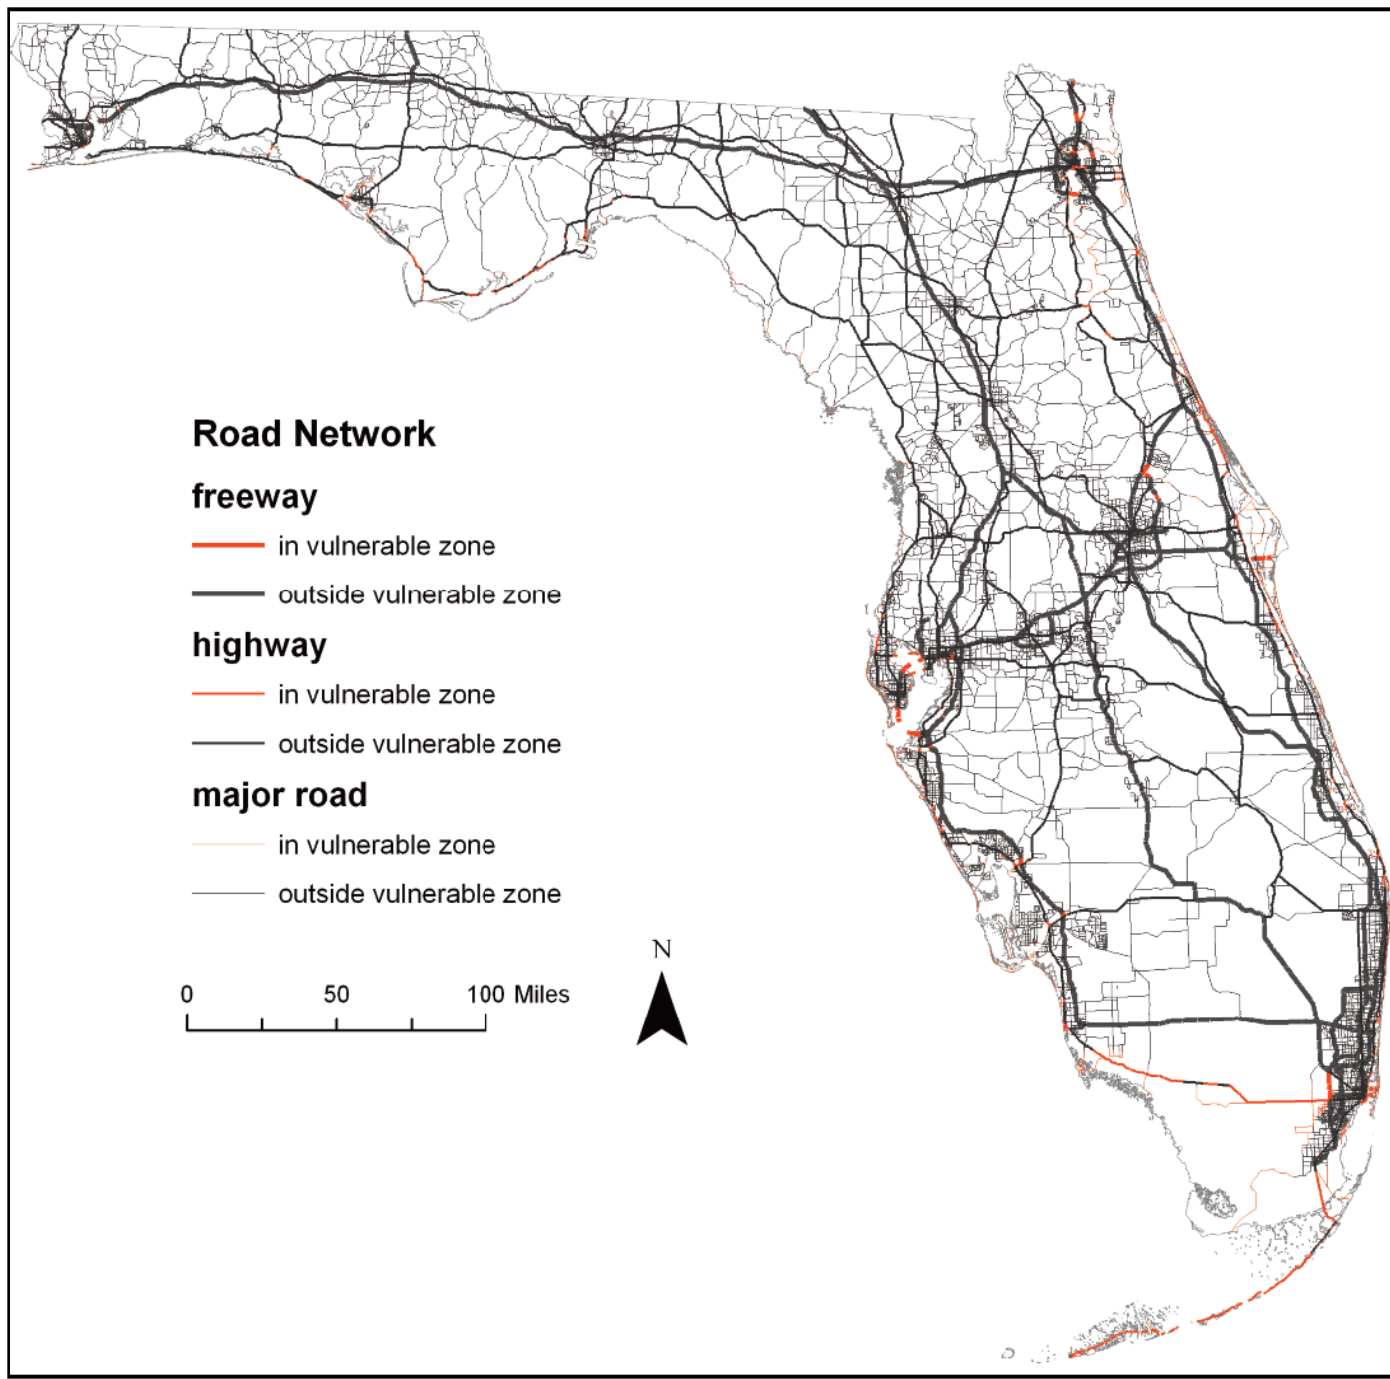 Road Network
freeway
in vulnerable zone
outside vulnerable zone
highway
in vulnerable zone
outside vulnerable zone
major road
in vulnerable zone
outside vulnerable zone
N
0 50 100 Miles